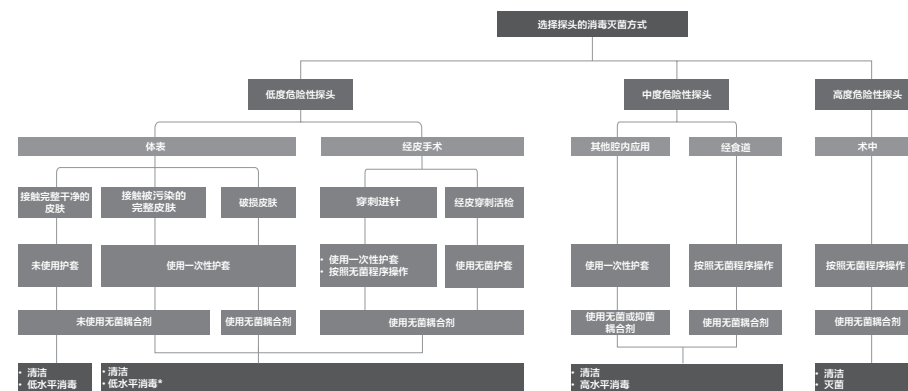 选择探头的消毒灭菌方式
低度危险性探头
中度危险性探头
高度危险性探头
体表
经皮手术
其他腔内应用
经食道
术中
接触完整干净的
皮肤
接触被污染的
完整皮肤
破损皮肤
穿刺进针
经皮穿刺活检
未使用护套
使用一次性护套
• 使用一次性护套
• 按照无菌程序操作
使用无菌护套
使用一次性护套
按照无菌程序操作
按照无菌程序操作
未使用无菌耦合剂
使用无菌耦合剂
使用无菌耦合剂
使用无菌或抑菌
耦合剂
使用无菌耦合剂
使用无菌耦合剂
• 清洁
• 低水平消毒
• 清洁
• 低水平消毒*
• 清洁
• 高水平消毒
• 清洁
• 灭菌